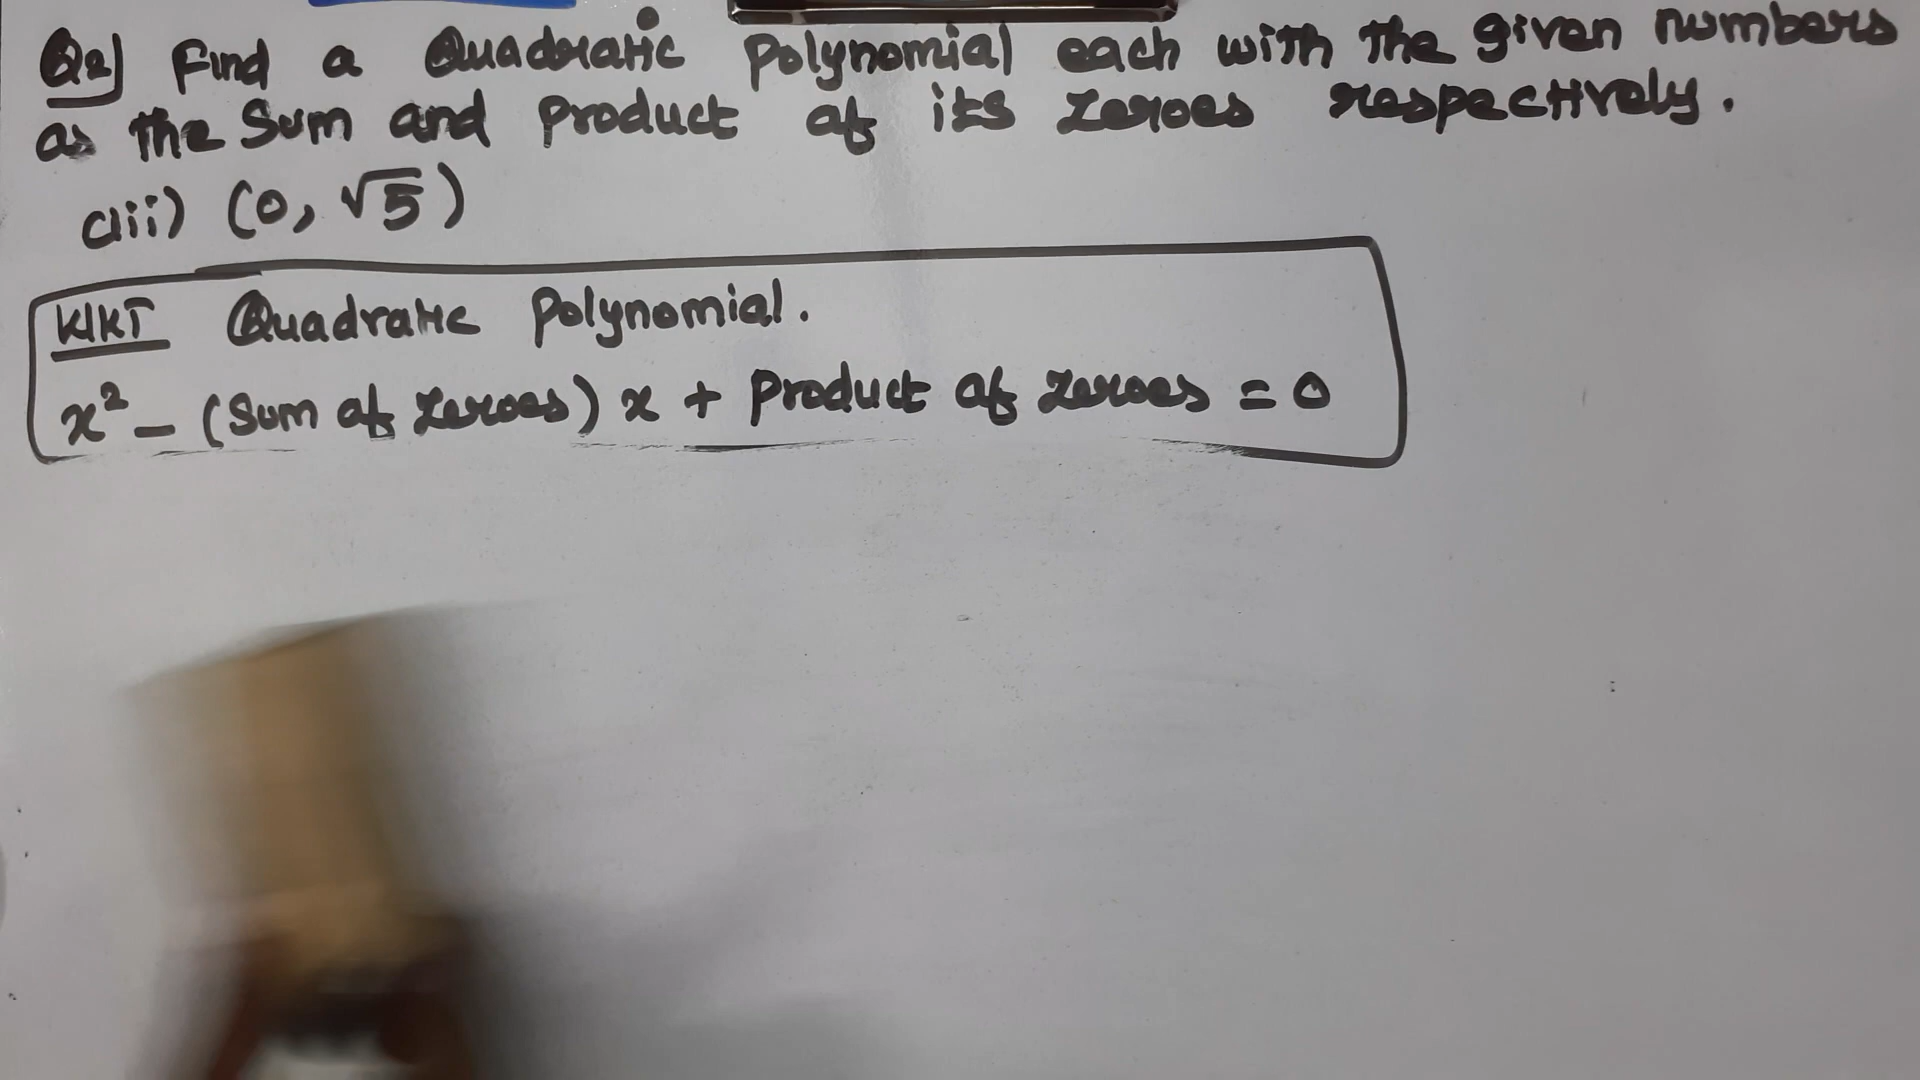 Q2) Find a Quadratic Polynomial each with the given numbers
as the Sum and product of its zeroes respectively.
(iii) (0, √5)
WKT Quadratic Polynomial.
x² - (Sum of zeroes) x + Product of zeroes = 0